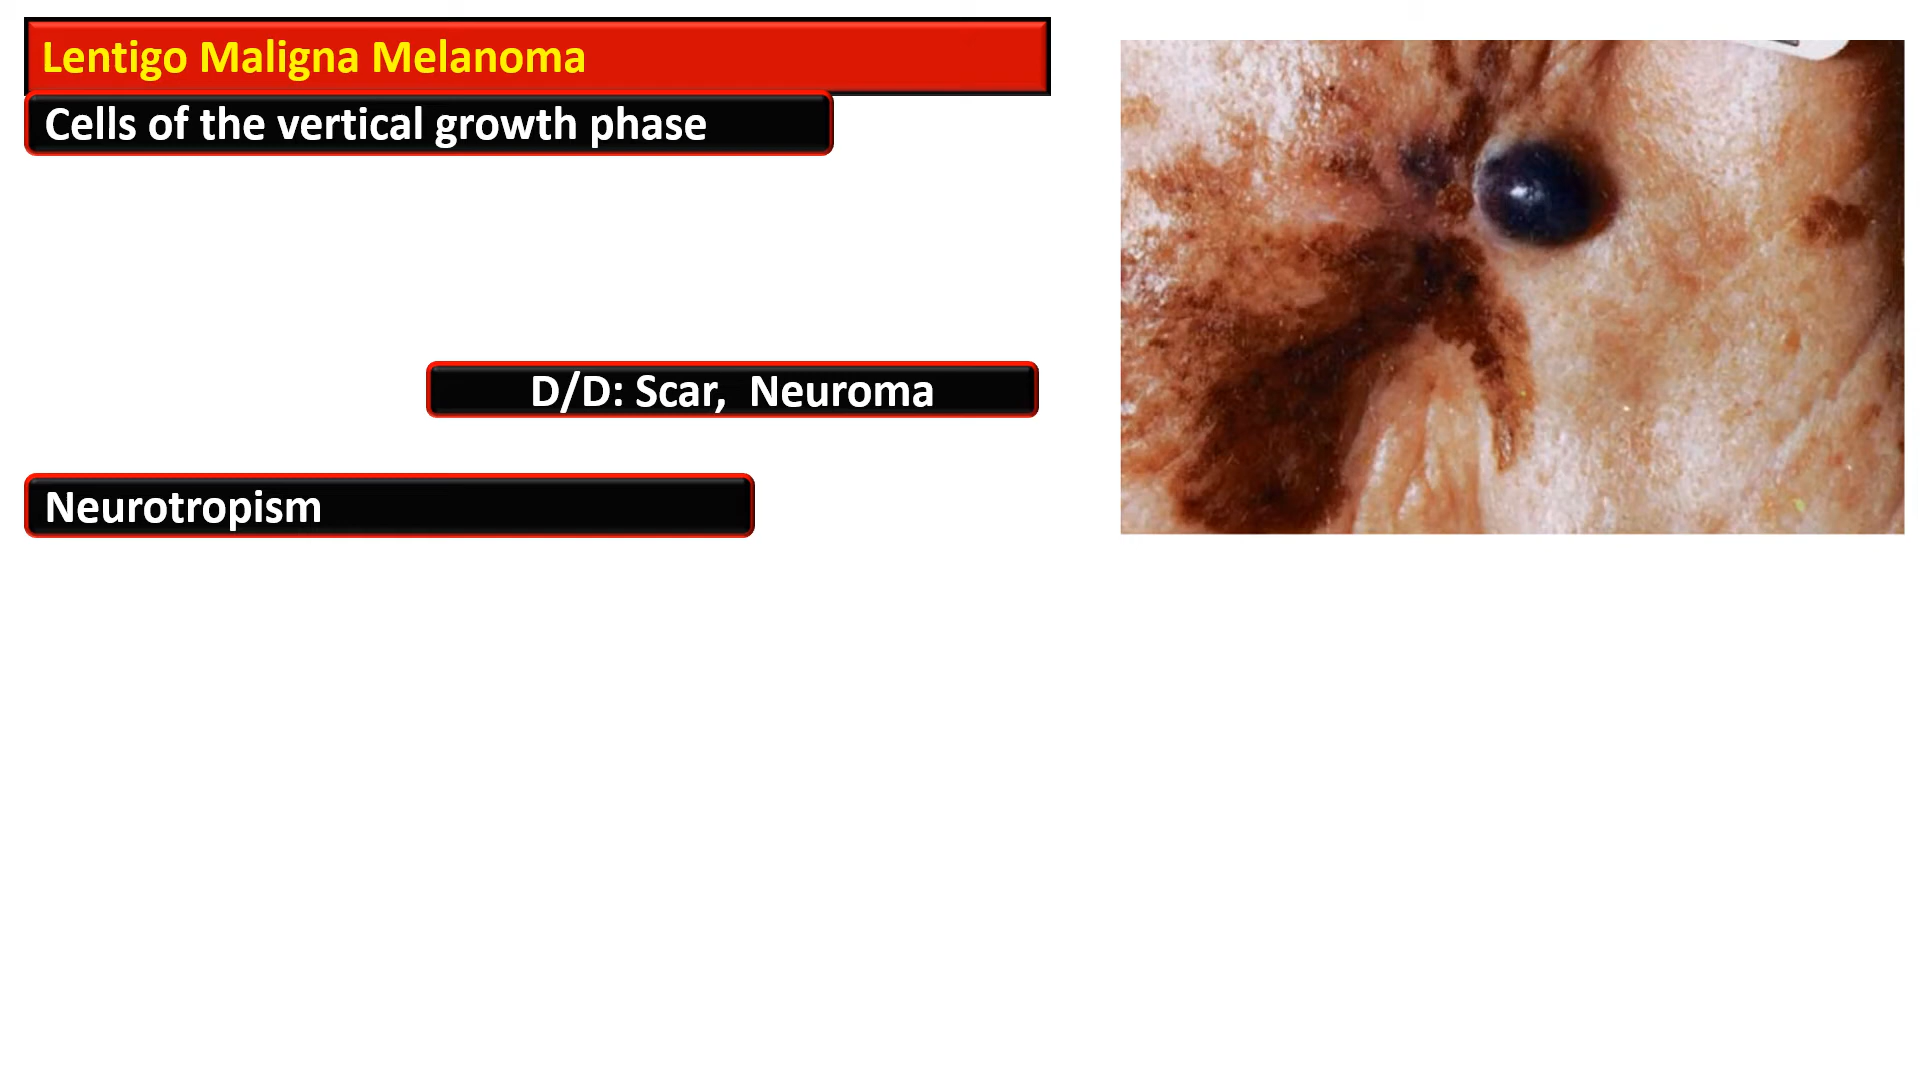 Lentigo Maligna Melanoma
Cells of the vertical growth phase
D/D: Scar, Neuroma
Neurotropism